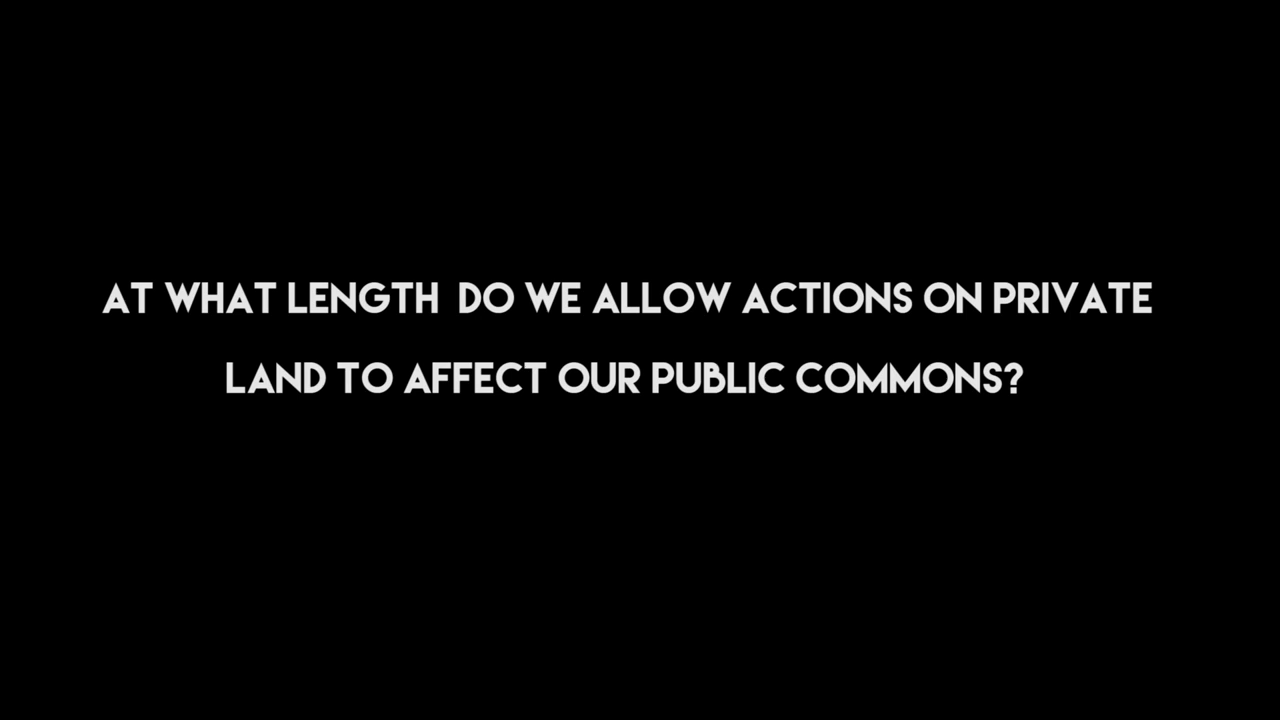 AT WHAT LENGTH DO WE ALLOW ACTIONS ON PRIVATE
LAND TO AFFECT OUR PUBLIC COMMONS?